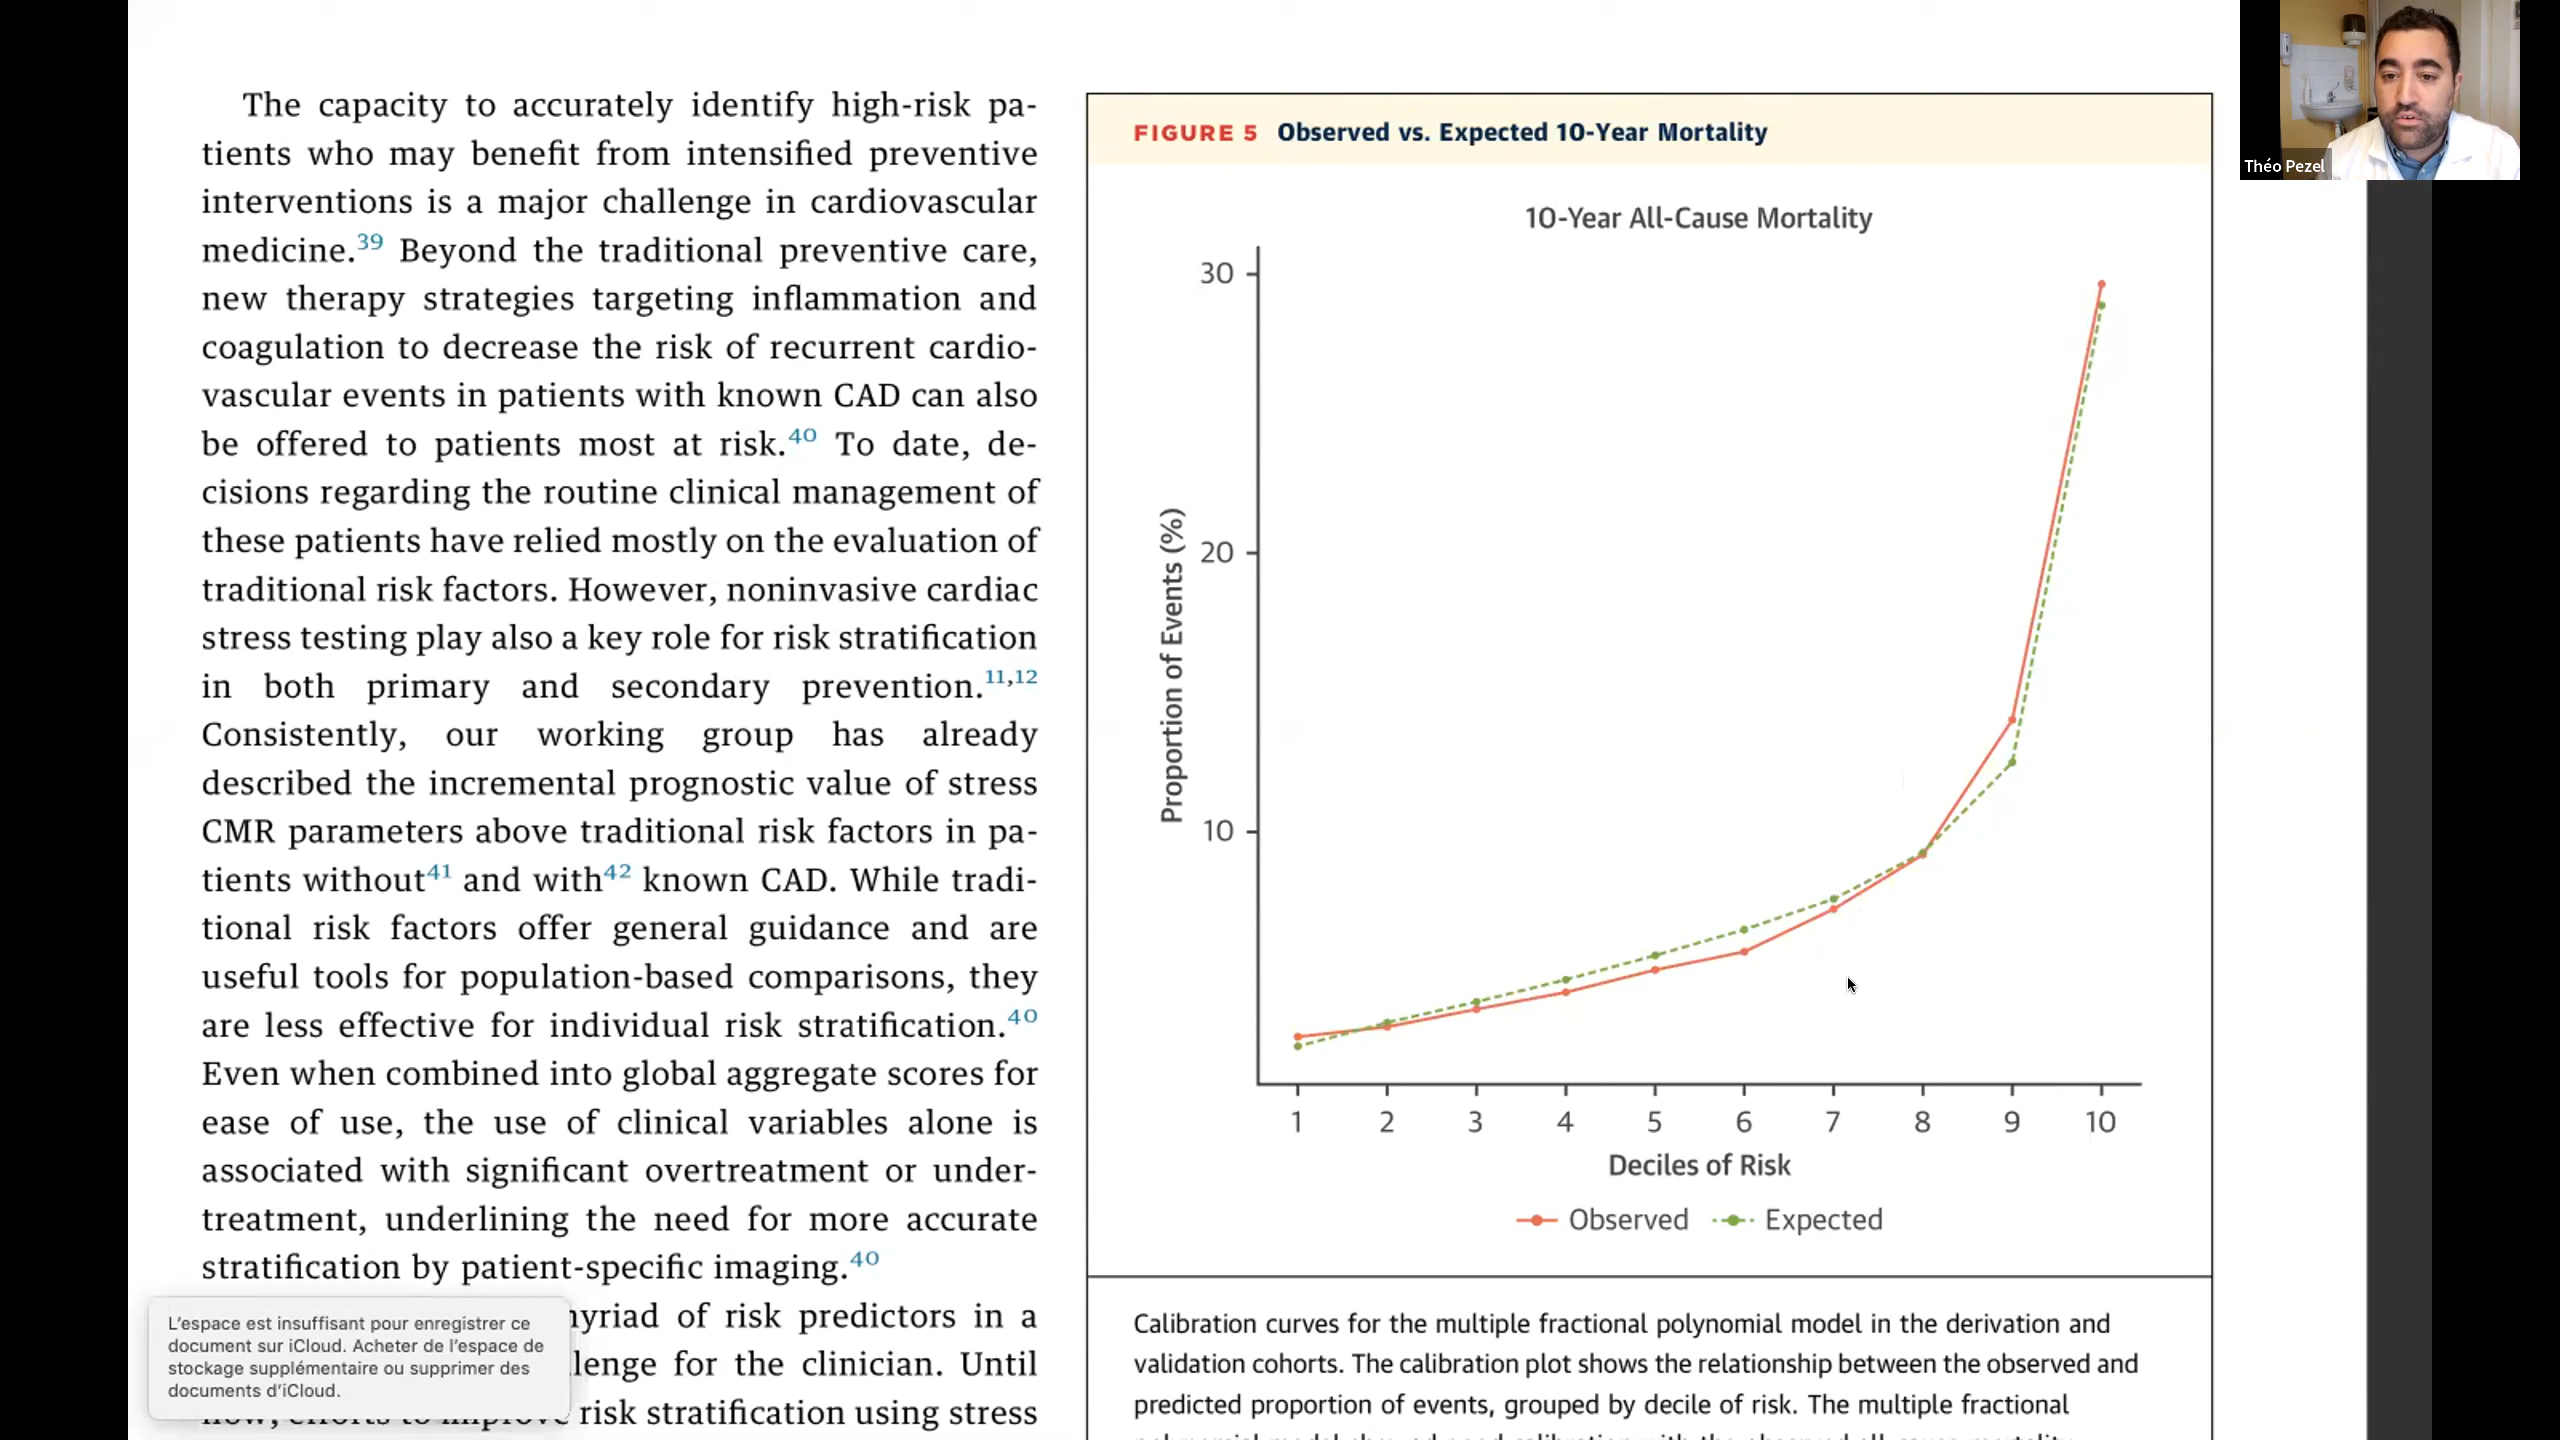 The capacity to accurately identify high-risk pa-
tients who may benefit from intensified preventive
interventions is a major challenge in cardiovascular
medicine.39 Beyond the traditional preventive care,
new therapy strategies targeting inflammation and
coagulation to decrease the risk of recurrent cardio-
vascular events in patients with known CAD can also
be offered to patients most at risk.40 To date, de-
cisions regarding the routine clinical management of
these patients have relied mostly on the evaluation of
traditional risk factors. However, noninvasive cardiac
stress testing play also a key role for risk stratification
in both primary and secondary prevention.11,12
Consistently, our working group has already
described the incremental prognostic value of stress
CMR parameters above traditional risk factors in pa-
tients without41 and with42 known CAD. While tradi-
tional risk factors offer general guidance and are
useful tools for population-based comparisons, they
are less effective for individual risk stratification.40
Even when combined into global aggregate scores for
ease of use, the use of clinical variables alone is
associated with significant overtreatment or under-
treatment, underlining the need for more accurate
stratification by patient-specific imaging.40
of risk predictors in a
for the clinician. Until
risk stratification using stress
L'espace est insuffisant pour enregistrer ce
document sur iCloud. Acheter de l'espace de
stockage supplémentaire ou supprimer des
documents d'iCloud.
FIGURE 5 Observed vs. Expected 10-Year Mortality
10-Year All-Cause Mortality
Proportion of Events (%)
30
20
10
1 2 3 4 5 6 7 8 9 10
Deciles of Risk
Observed Expected
Calibration curves for the multiple fractional polynomial model in the derivation and
validation cohorts. The calibration plot shows the relationship between the observed and
predicted proportion of events, grouped by decile of risk. The multiple fractional
Théo Pezel